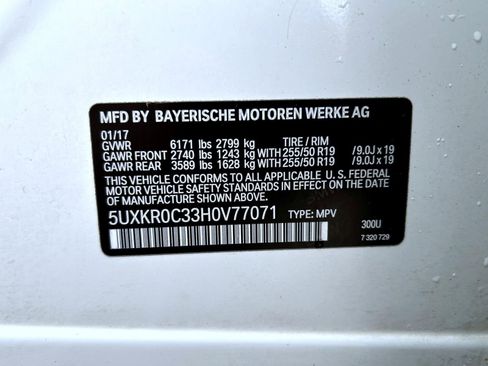 MFD BY BAYERISCHE MOTOREN WERKE AG
01/17
GVWR 6171 lbs 2799 kg TIRE / RIM
GAWR FRONT 2740 lbs 1243 kg WITH 255/50 R19 /9.0J x 19
GAWR REAR 3589 lbs 1628 kg WITH 255/50 R19 /9.0J x 19
THIS VEHICLE CONFORMS TO ALL APPLICABLE U. S. FEDERAL
MOTOR VEHICLE SAFETY STANDARDS IN EFFECT ON THE DATE
OF MANUFACTURE SHOWN ABOVE.
5UXKR0C33H0V77071 TYPE: MPV
300U
7 320 729